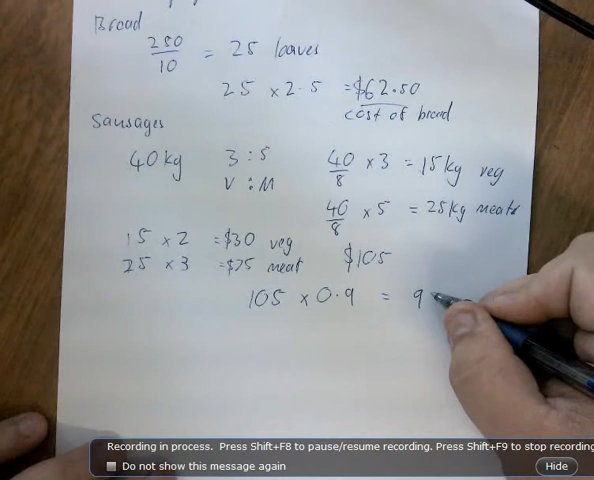 Bread
250/10 = 25 loaves
25 x 2.5 = $62.50
cost of bread
Sausages
40kg 3:5 40/8 x 3 = 15kg veg
V:M
40/8 x 5 = 25kg meat
15 x 2 = $30 veg
25 x 3 = $75 meat $105
105 x 0.9 = 9
Recording in process. Press Shift+F8 to pause/resume recording. Press Shift+F9 to stop recording
Do not show this message again Hide